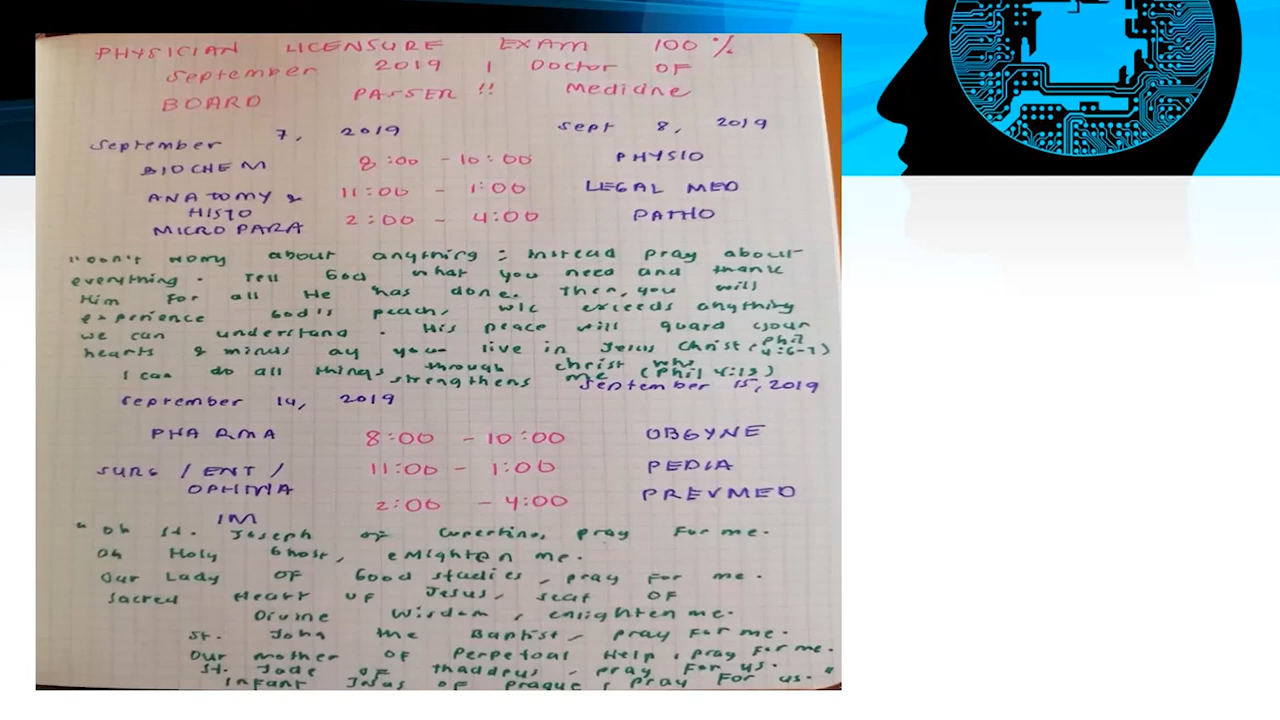 PHYSICIAN LICENSURE EXAM 100 %
September 2019 1 Doctor OF
BOARD PASSER !! Medicine
September 7, 2019 Sept 8, 2019
BIOCHEM 8:00 - 10:00 PHYSIO
ANATOMY & 11:00 - 1:00 LEGAL MED
HISTO
MICRO PARA 2:00 - 4:00 PATHO
"Don't worry about anything : Instead pray about
everything. Tell God what you need and thank
Him for all He has done. Then, you will
experience God's peach, w/c exceeds anything
we can understand. His peace will guard your
hearts & minds as you live in Jesus Christ (Phil 4:6-7)
I can do all things through christ who
strengthens me (Phil 4:13)
September 14, 2019 September 15, 2019
PHARMA 8:00 - 10:00 OBGYNE
SURG / ENT / 11:00 - 1:00 PEDIA
OPHTHA
IM 2:00 - 4:00 PREVMED
"Oh St. Joseph of Cupertino, pray for me.
Oh Holy Ghost, enlighten me.
Our Lady OF Good studies, pray for me.
Sacred Heart of Jesus, seat OF
Divine Wisdom, enlighten me.
St. John the Baptist, pray for me.
Our mother OF Perpetual Help, pray for me.
St. Jude of Thaddeus, pray for us.
Infant Jesus of Prague, pray for us."